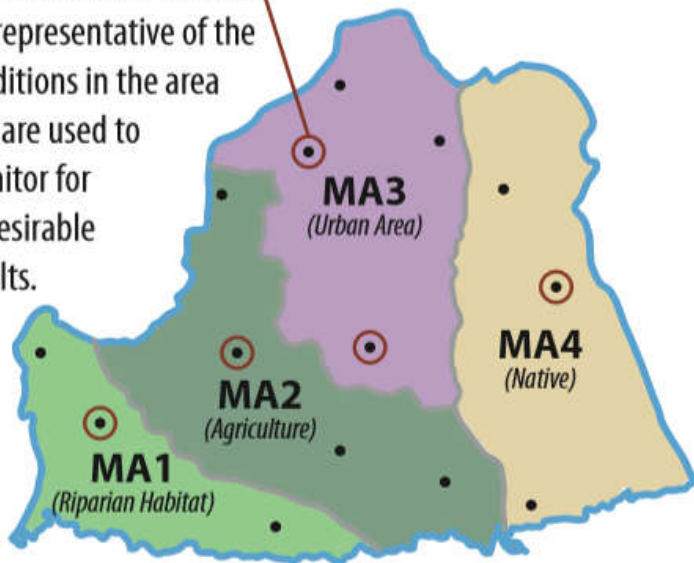 representative of the
ditions in the area
are used to
nitor for
esirable
lts.
MA3
(Urban Area)
MA4
(Native)
MA2
(Agriculture)
MA1
(Riparian Habitat)